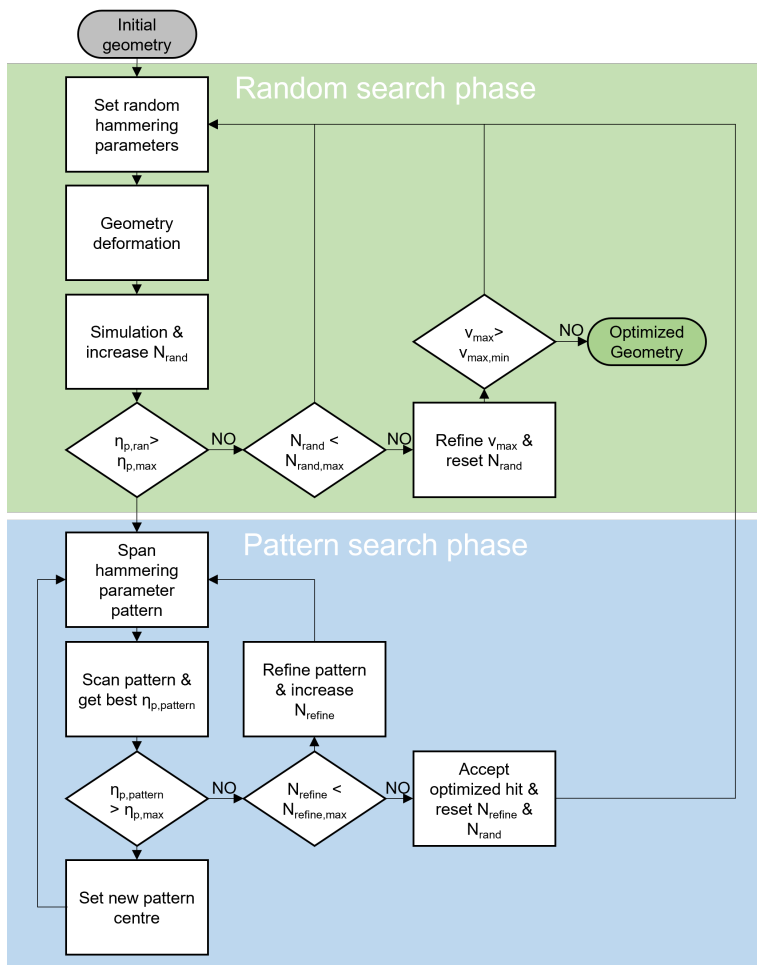 Initial
geometry
Random search phase
Set random
hammering
parameters
Geometry
deformation
Simulation &
increase N_rand
η_p,ran>
η_p,max
NO
N_rand <
N_rand,max
NO
Refine v_max &
reset N_rand
v_max>
v_max,min
NO
Optimized
Geometry
Pattern search phase
Span
hammering
parameter
pattern
Scan pattern &
get best η_p,pattern
η_p,pattern
> η_p,max
NO
N_refine <
N_refine,max
NO
Refine pattern
& increase
N_refine
Accept
optimized hit &
reset N_refine &
N_rand
Set new pattern
centre